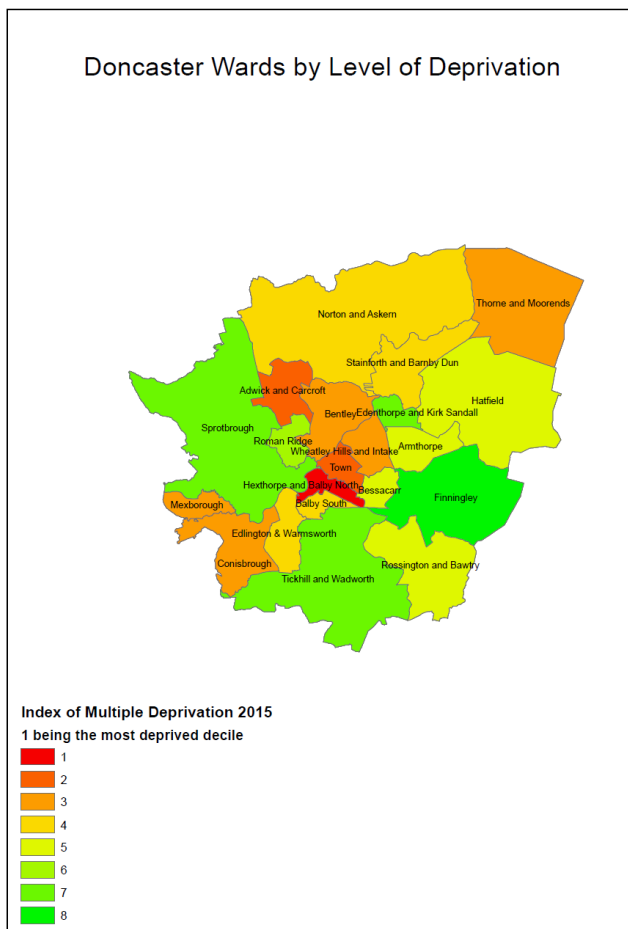 Doncaster Wards by Level of Deprivation
Thorne and Moorends
Norton and Askern
Stainforth and Barnby Dun
Adwick and Carcroft
Hatfield
Bentley
Edenthorpe and Kirk Sandall
Sprotbrough
Roman Ridge
Armthorpe
Wheatley Hills and Intake
Town
Hexthorpe and Balby North
Bessacarr
Finningley
Mexborough
Balby South
Edlington & Warmsworth
Conisbrough
Rossington and Bawtry
Tickhill and Wadworth
Index of Multiple Deprivation 2015
1 being the most deprived decile
1
2
3
4
5
6
7
8